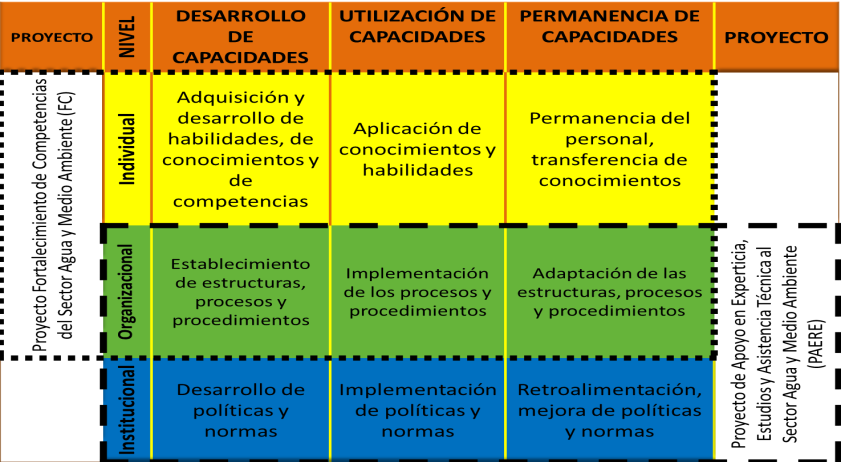 PROYECTO
NIVEL
DESARROLLO
DE
CAPACIDADES
UTILIZACIÓN DE
CAPACIDADES
PERMANENCIA DE
CAPACIDADES
PROYECTO
Proyecto Fortalecimiento de Competencias
del Sector Agua y Medio Ambiente (FC)
Individual
Adquisición y
desarrollo de
habilidades, de
conocimientos y
de
competencias
Aplicación de
conocimientos y
habilidades
Permanencia del
personal,
transferencia de
conocimientos
Organizacional
Establecimiento
de estructuras,
procesos y
procedimientos
Implementación
de los procesos y
procedimientos
Adaptación de las
estructuras, procesos
y procedimientos
Proyecto de Apoyo en Experticia,
Estudios y Asistencia Técnica al
Sector Agua y Medio Ambiente
(PAERE)
Institucional
Desarrollo de
políticas y
normas
Implementación
de políticas y
normas
Retroalimentación,
mejora de políticas
y normas